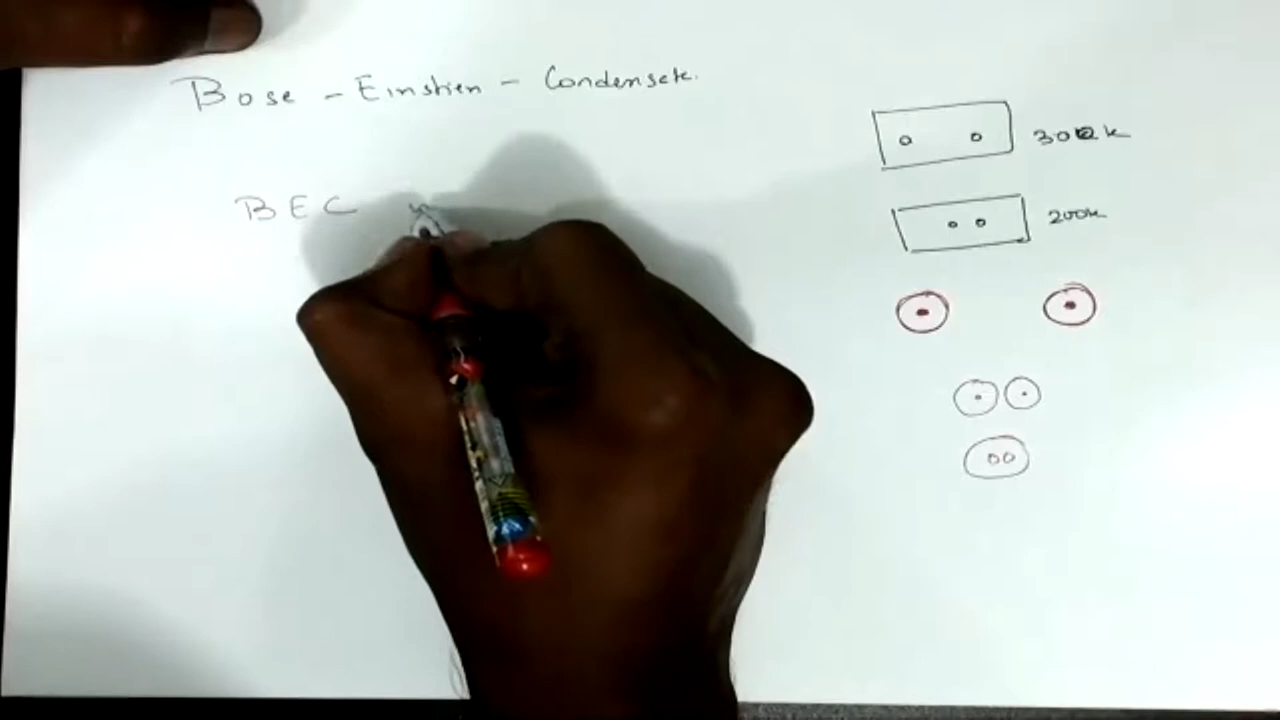 Bose - Einstien - Condensate.
BEC
300k
200k